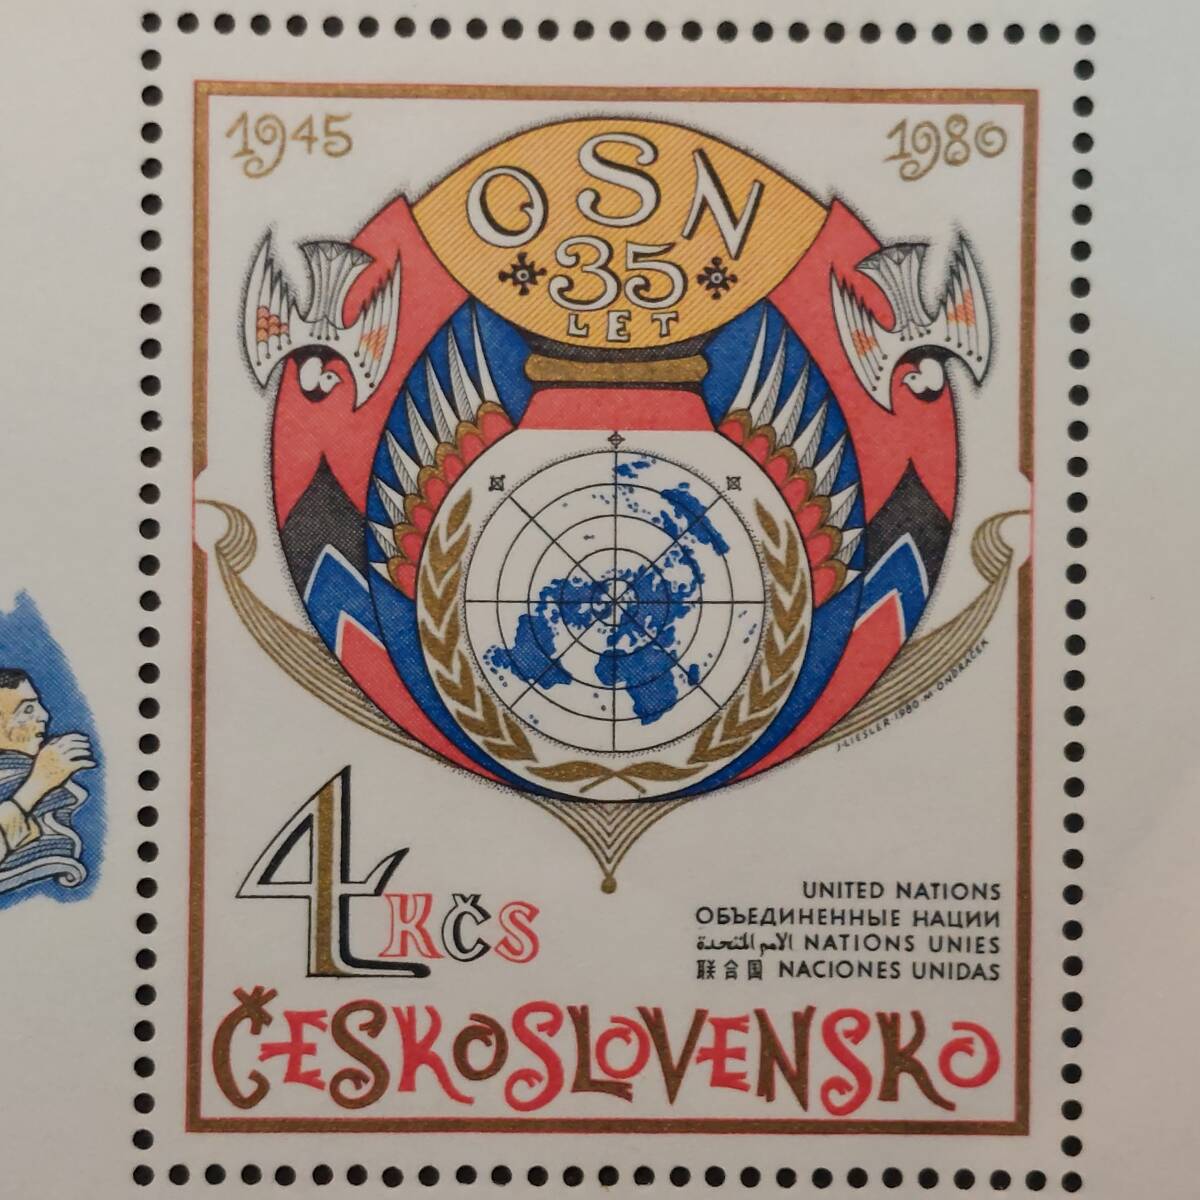 1945 1980
OSN
35
LET
J·LIESLER·1980·M·ONDRÁČEK
4 KČS
UNITED NATIONS
ОБЪЕДИНЕННЫЕ НАЦИИ
الأمم المتحدة NATIONS UNIES
联合国 NACIONES UNIDAS
ČESKOSLOVENSKO